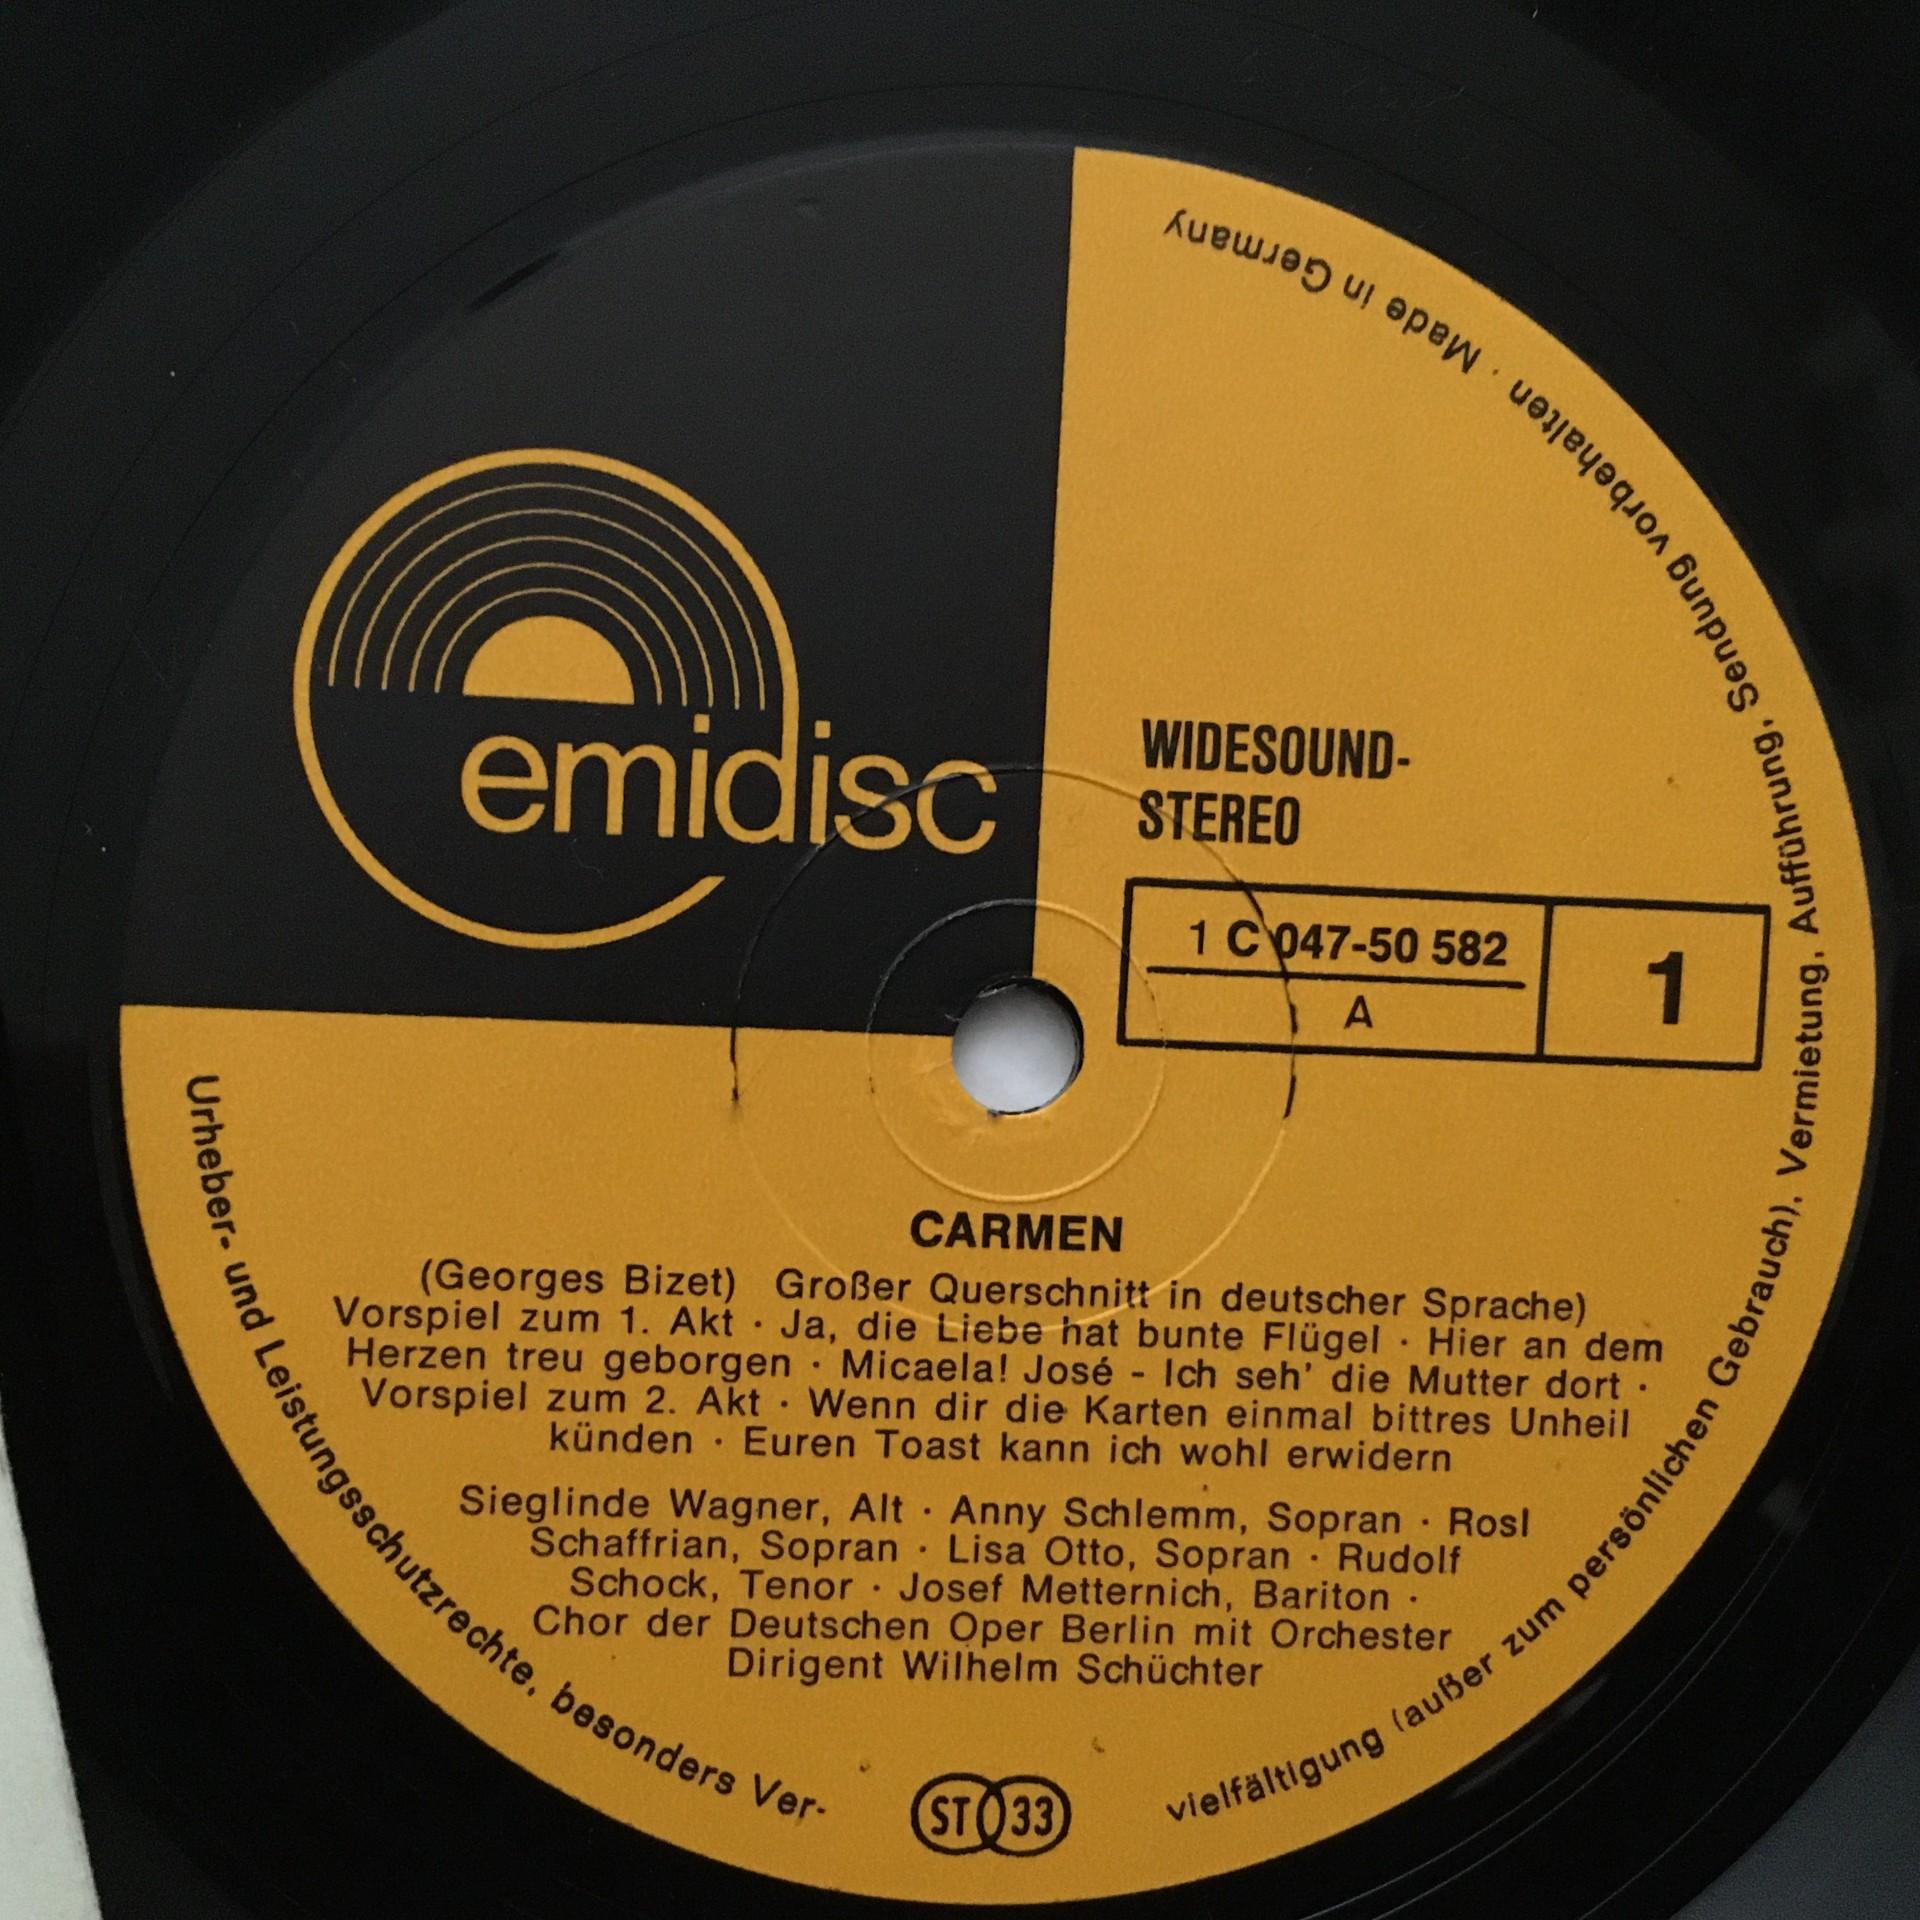 emidisc
WIDESOUND-
STEREO
1 C 047-50 582
A
1
CARMEN
(Georges Bizet) Großer Querschnitt in deutscher Sprache)
Vorspiel zum 1. Akt · Ja, die Liebe hat bunte Flügel · Hier an dem
Herzen treu geborgen · Micaela! José - Ich seh' die Mutter dort ·
Vorspiel zum 2. Akt · Wenn dir die Karten einmal bittres Unheil
künden · Euren Toast kann ich wohl erwidern
Sieglinde Wagner, Alt · Anny Schlemm, Sopran · Rosl
Schaffrian, Sopran · Lisa Otto, Sopran · Rudolf
Schock, Tenor · Josef Metternich, Bariton ·
Chor der Deutschen Oper Berlin mit Orchester
Dirigent Wilhelm Schüchter
ST 33
Urheber- und Leistungsschutzrechte, besonders Ver-
vielfältigung (außer zum persönlichen Gebrauch), Vermietung, Aufführung, Sendung vorbehalten · Made in Germany